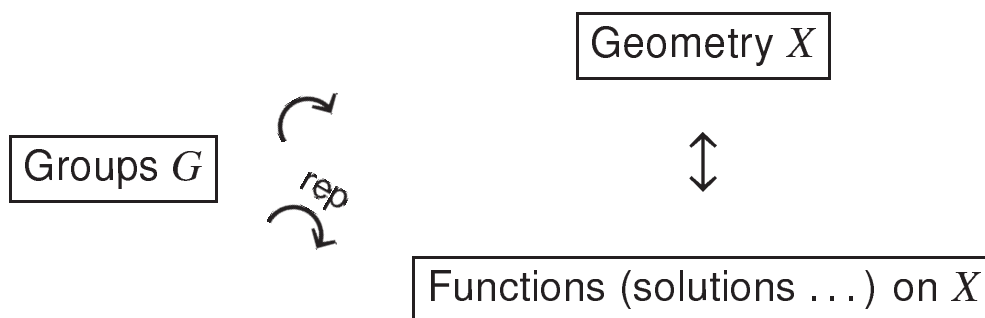 Geometry X
Groups G
rep
Functions (solutions ...) on X